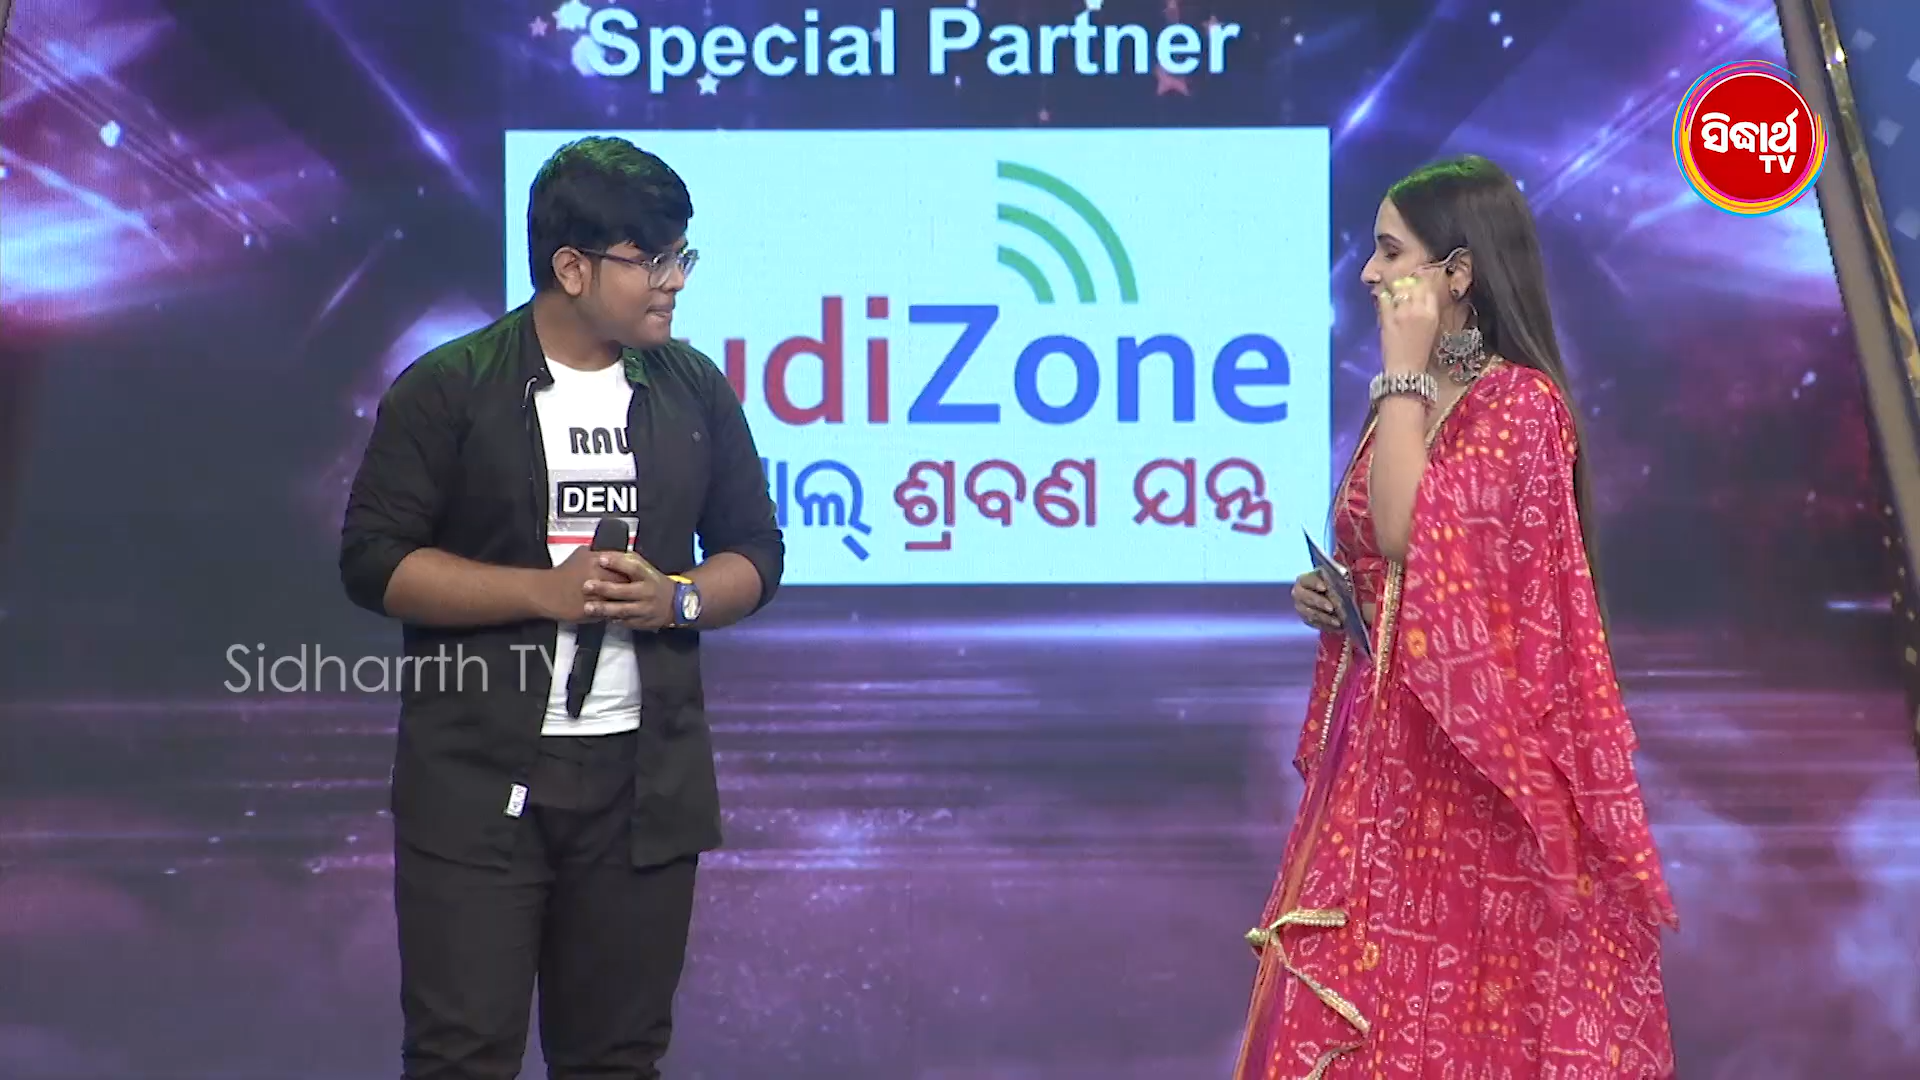 Special Partner
ସିଦ୍ଧାର୍ଥ
TV
udiZone
ଶ୍ରବଣ ଯନ୍ତ୍ର
RAU
DENI
Sidharrth TV